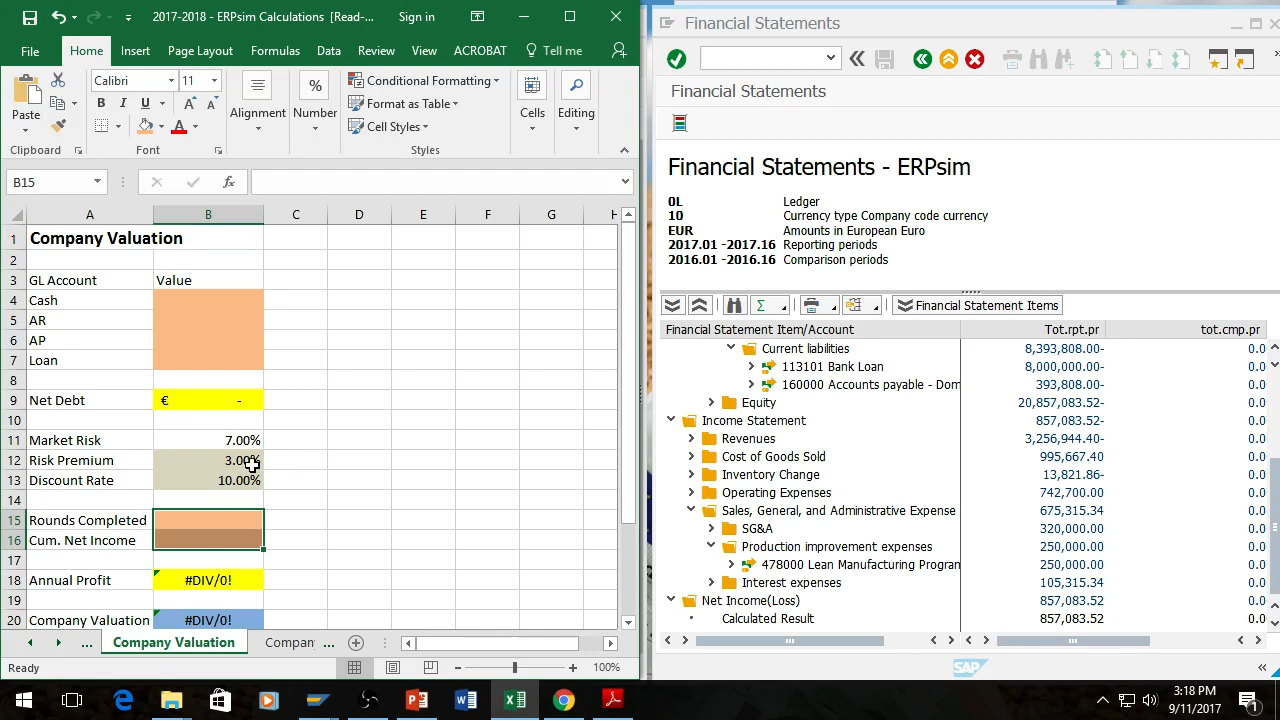 2017-2018 - ERPsim Calculations [Read-...
Sign in
File
Home
Insert
Page Layout
Formulas
Data
Review
View
ACROBAT
Tell me
Paste
Clipboard
Calibri
11
B I U
A A
A
Font
Alignment
%
Number
Conditional Formatting
Format as Table
Cell Styles
Styles
Cells
Editing
B15
fx
A B C D E F G H
1 Company Valuation
2
3 GL Account Value
4 Cash
5 AR
6 AP
7 Loan
8
9 Net Debt € -
10
11 Market Risk 7.00%
12 Risk Premium 3.00%
13 Discount Rate 10.00%
14
15 Rounds Completed
16 Cum. Net Income
17
18 Annual Profit #DIV/0!
19
20 Company Valuation #DIV/0!
... Company Valuation Company ...
Ready
100%
Financial Statements
Financial Statements
Financial Statements - ERPsim
0L Ledger
10 Currency type Company code currency
EUR Amounts in European Euro
2017.01 -2017.16 Reporting periods
2016.01 -2016.16 Comparison periods
Σ
Financial Statement Items
Financial Statement Item/Account Tot.rpt.pr tot.cmp.pr
Current liabilities 8,393,808.00- 0.0
113101 Bank Loan 8,000,000.00- 0.0
160000 Accounts payable - Dom 393,808.00- 0.0
Equity 20,857,083.52- 0.0
Income Statement 857,083.52- 0.0
Revenues 3,256,944.40- 0.0
Cost of Goods Sold 995,667.40 0.0
Inventory Change 13,821.86- 0.0
Operating Expenses 742,700.00 0.0
Sales, General, and Administrative Expense 675,315.34 0.0
SG&A 320,000.00 0.0
Production improvement expenses 250,000.00 0.0
478000 Lean Manufacturing Program 250,000.00 0.0
Interest expenses 105,315.34 0.0
Net Income(Loss) 857,083.52 0.0
Calculated Result 857,083.52 0.0
SAP
3:18 PM
9/11/2017
1